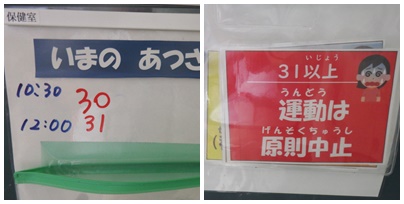 保健室
いまの あつさ
10:30 30
12:00 31
31以上
いじょう
運動は
うんどう
原則中止
げんそくちゅうし